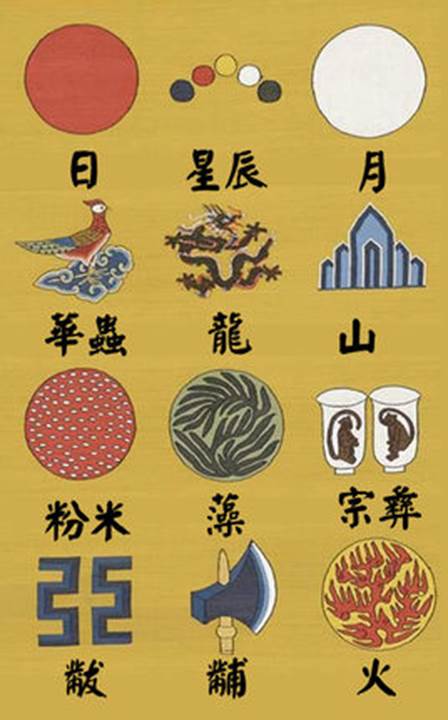 日 星辰 月
華蟲 龍 山
粉米 藻 宗彝
黻 黼 火